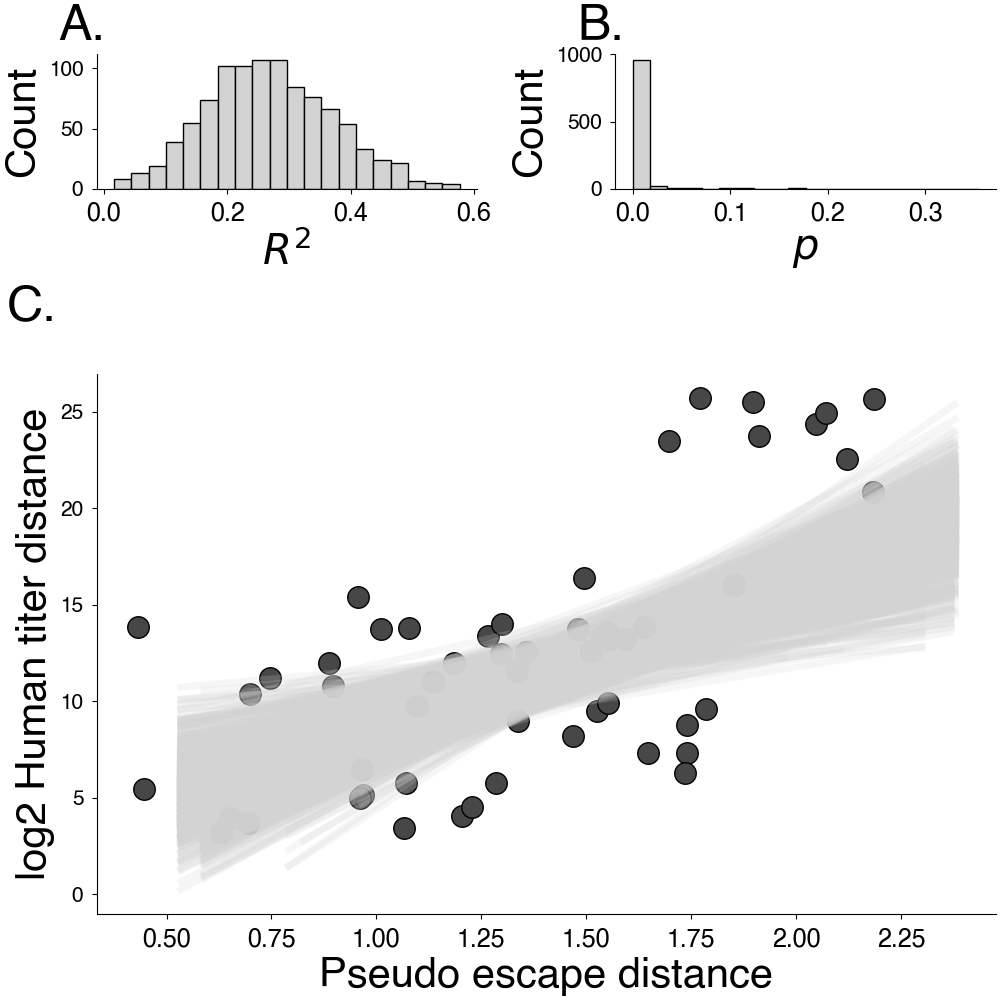 A.
Count
100
50
0
0.0 0.2 0.4 0.6
R²
B.
Count
1000
500
0
0.0 0.1 0.2 0.3
p
C.
log2 Human titer distance
25
20
15
10
5
0
0.50 0.75 1.00 1.25 1.50 1.75 2.00 2.25
Pseudo escape distance